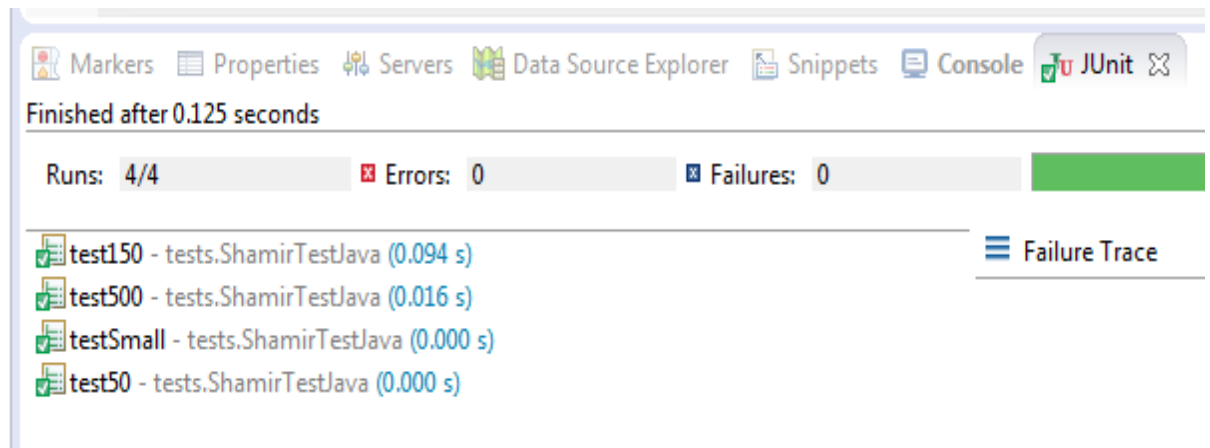 Markers Properties Servers Data Source Explorer Snippets Console JUnit
Finished after 0.125 seconds
Runs: 4/4 Errors: 0 Failures: 0
test150 - tests.ShamirTestJava (0.094 s)
Failure Trace
test500 - tests.ShamirTestJava (0.016 s)
testSmall - tests.ShamirTestJava (0.000 s)
test50 - tests.ShamirTestJava (0.000 s)